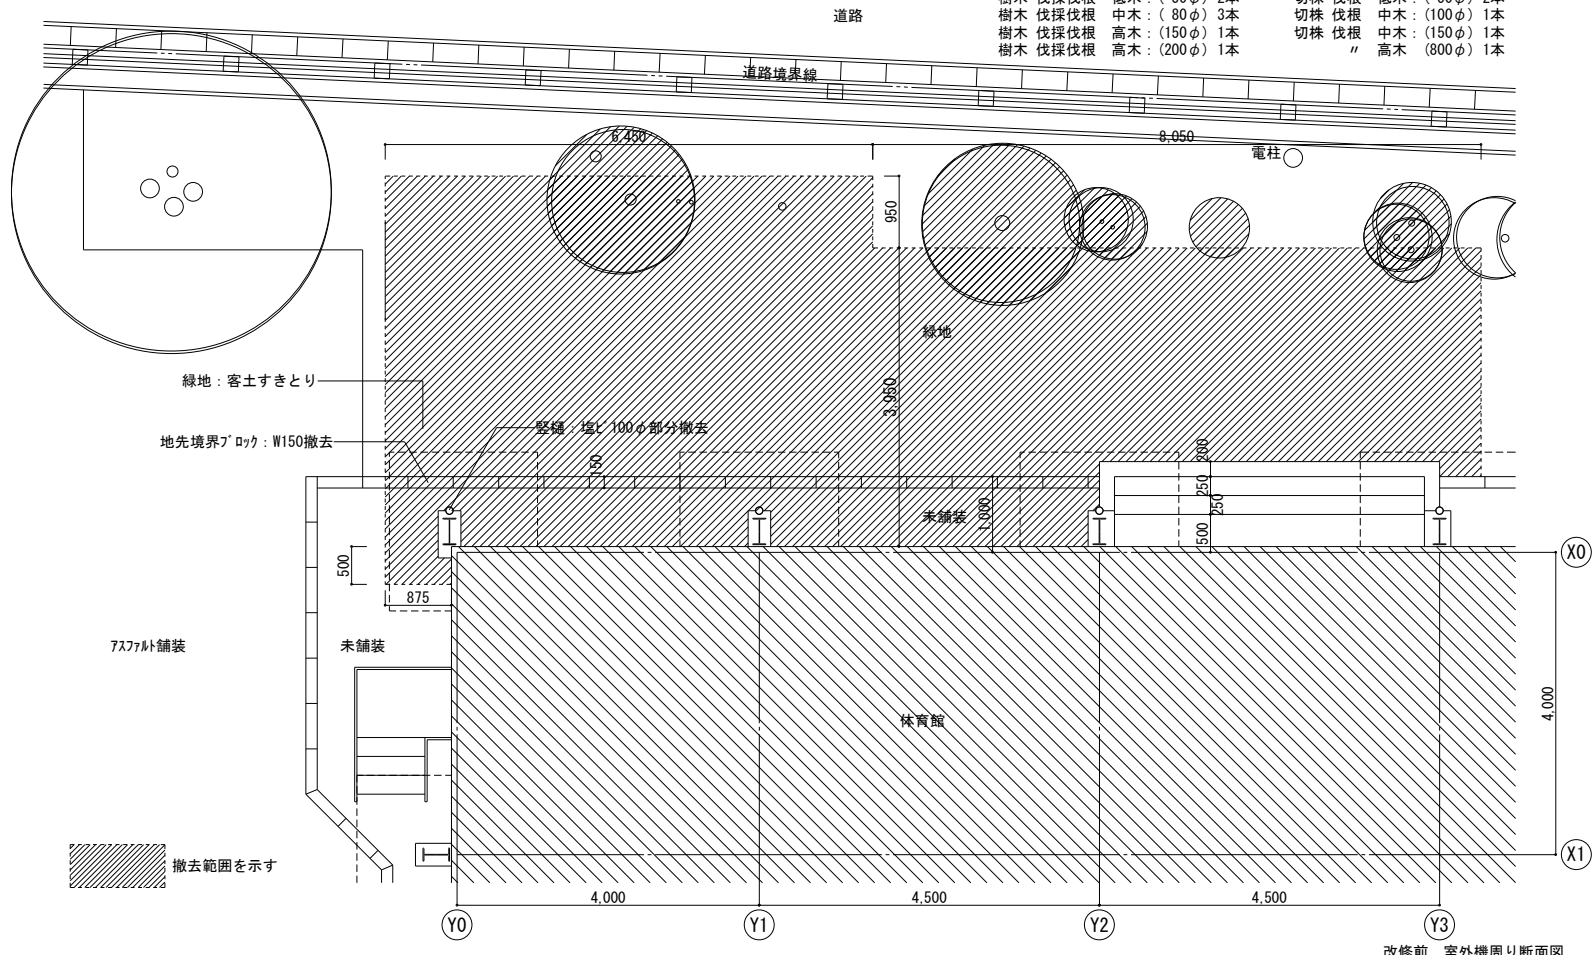 道路
樹木 伐採伐根 中木：( 80φ) 3本
樹木 伐採伐根 高木：(150φ) 1本
樹木 伐採伐根 高木：(200φ) 1本
切株 伐根 中木：(100φ) 1本
切株 伐根 中木：(150φ) 1本
〃 高木 (800φ) 1本
道路境界線
6,450
8,050
電柱
950
緑地
緑地：客土すきとり
3,950
地先境界ﾌﾞﾛｯｸ：W150撤去
竪樋：塩ﾋﾞ100φ部分撤去
150
200
250
250
未舗装
1,000
500
500
X0
875
ｱｽﾌｧﾙﾄ舗装
未舗装
4,000
体育館
撤去範囲を示す
X1
4,000
4,500
4,500
Y0
Y1
Y2
Y3
改修前 室外機周り断面図